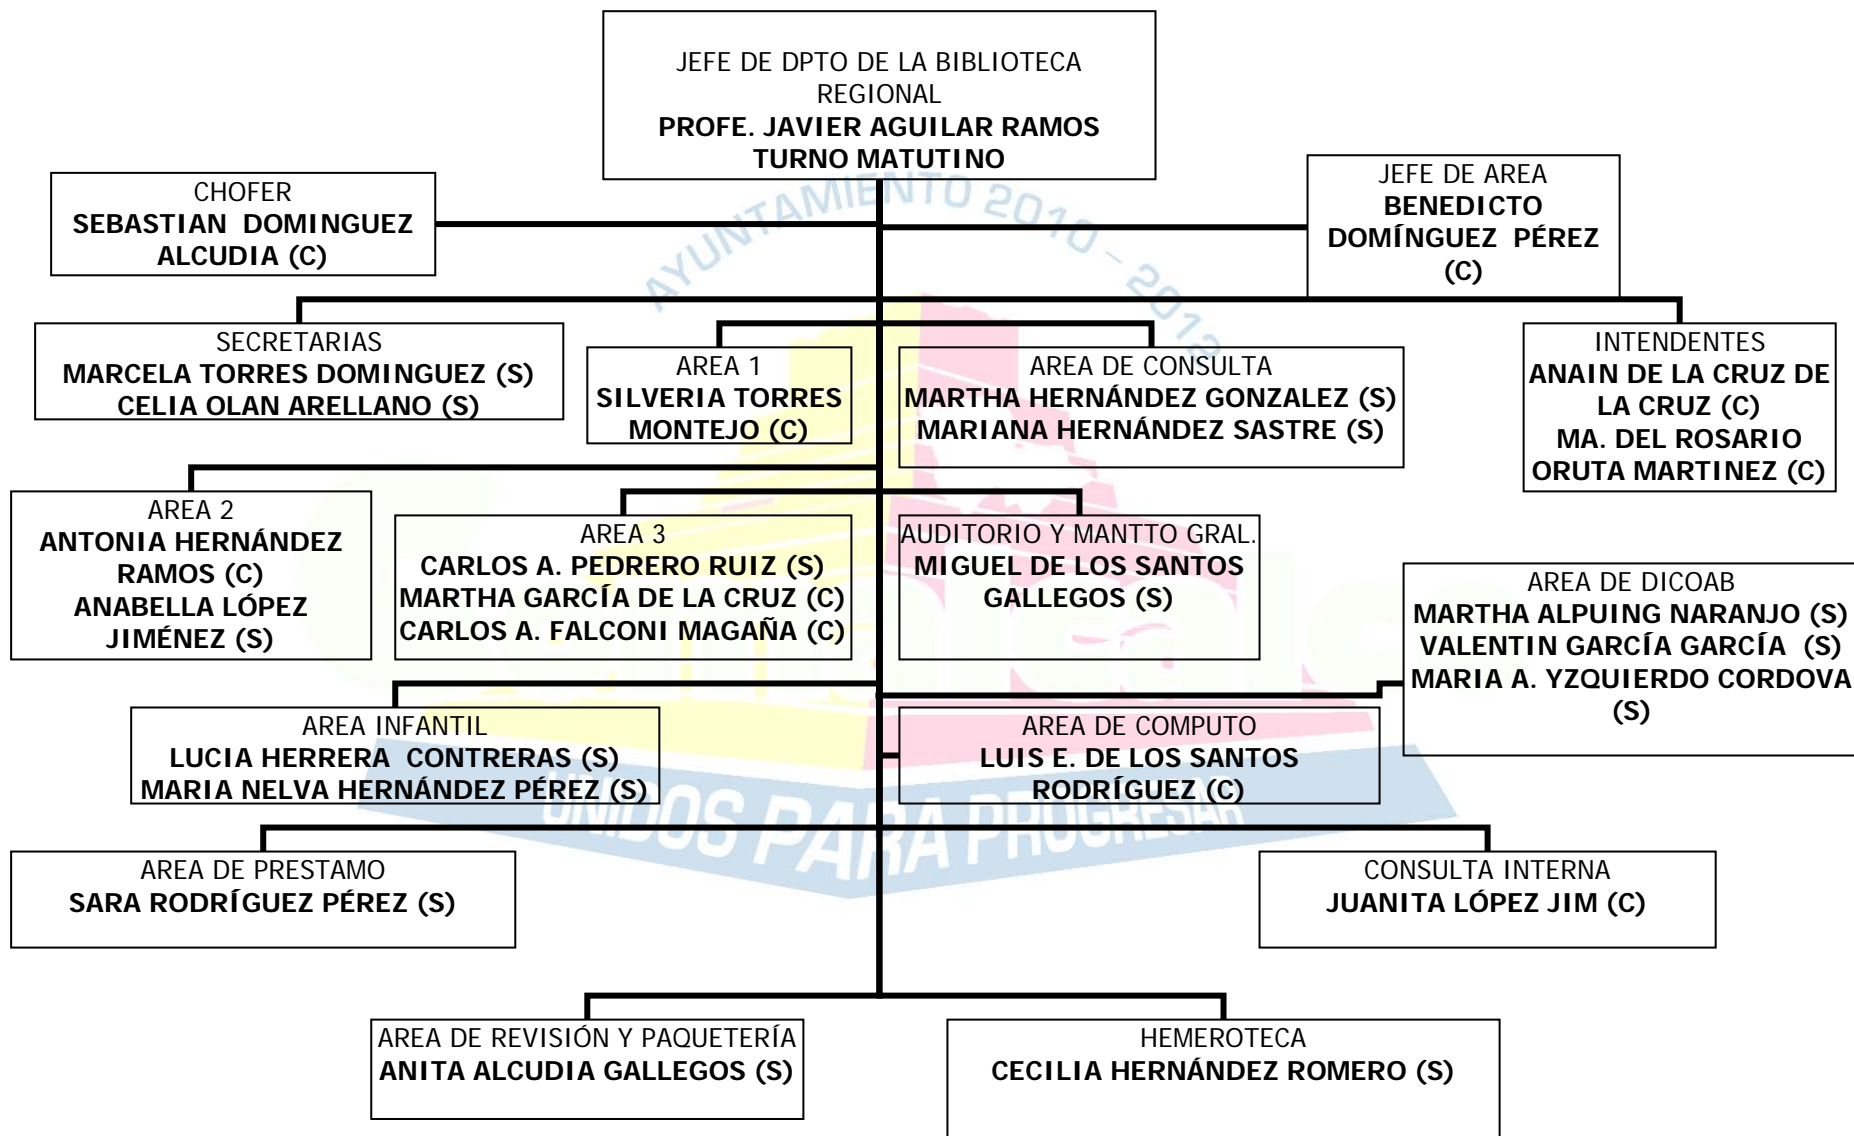 JEFE DE DPTO DE LA BIBLIOTECA
REGIONAL
PROFE. JAVIER AGUILAR RAMOS
TURNO MATUTINO
CHOFER
SEBASTIAN DOMINGUEZ
ALCUDIA (C)
JEFE DE AREA
BENEDICTO
DOMÍNGUEZ PÉREZ
(C)
AYUNTAMIENTO 2010 - 2012
SECRETARIAS
MARCELA TORRES DOMINGUEZ (S)
CELIA OLAN ARELLANO (S)
AREA 1
SILVERIA TORRES
MONTEJO (C)
AREA DE CONSULTA
MARTHA HERNÁNDEZ GONZALEZ (S)
MARIANA HERNÁNDEZ SASTRE (S)
INTENDENTES
ANAIN DE LA CRUZ DE
LA CRUZ (C)
MA. DEL ROSARIO
ORUTA MARTINEZ (C)
AREA 2
ANTONIA HERNÁNDEZ
RAMOS (C)
ANABELLA LÓPEZ
JIMÉNEZ (S)
AREA 3
CARLOS A. PEDRERO RUIZ (S)
MARTHA GARCÍA DE LA CRUZ (C)
CARLOS A. FALCONI MAGAÑA (C)
AUDITORIO Y MANTTO GRAL.
MIGUEL DE LOS SANTOS
GALLEGOS (S)
AREA DE DICOAB
MARTHA ALPUING NARANJO (S)
VALENTIN GARCÍA GARCÍA (S)
MARIA A. YZQUIERDO CORDOVA
(S)
AREA INFANTIL
LUCIA HERRERA CONTRERAS (S)
MARIA NELVA HERNÁNDEZ PÉREZ (S)
AREA DE COMPUTO
LUIS E. DE LOS SANTOS
RODRÍGUEZ (C)
UNIDOS PARA PROGRESAR
AREA DE PRESTAMO
SARA RODRÍGUEZ PÉREZ (S)
CONSULTA INTERNA
JUANITA LÓPEZ JIM (C)
AREA DE REVISIÓN Y PAQUETERÍA
ANITA ALCUDIA GALLEGOS (S)
HEMEROTECA
CECILIA HERNÁNDEZ ROMERO (S)